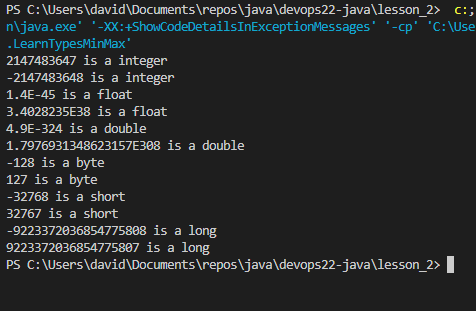 PS C:\Users\david\Documents\repos\java\devops22-java\lesson_2> c:;
n\java.exe' '-XX:+ShowCodeDetailsInExceptionMessages' '-cp' 'C:\Use
.LearnTypesMinMax'
2147483647 is a integer
-2147483648 is a integer
1.4E-45 is a float
3.4028235E38 is a float
4.9E-324 is a double
1.7976931348623157E308 is a double
-128 is a byte
127 is a byte
-32768 is a short
32767 is a short
-9223372036854775808 is a long
9223372036854775807 is a long
PS C:\Users\david\Documents\repos\java\devops22-java\lesson_2>